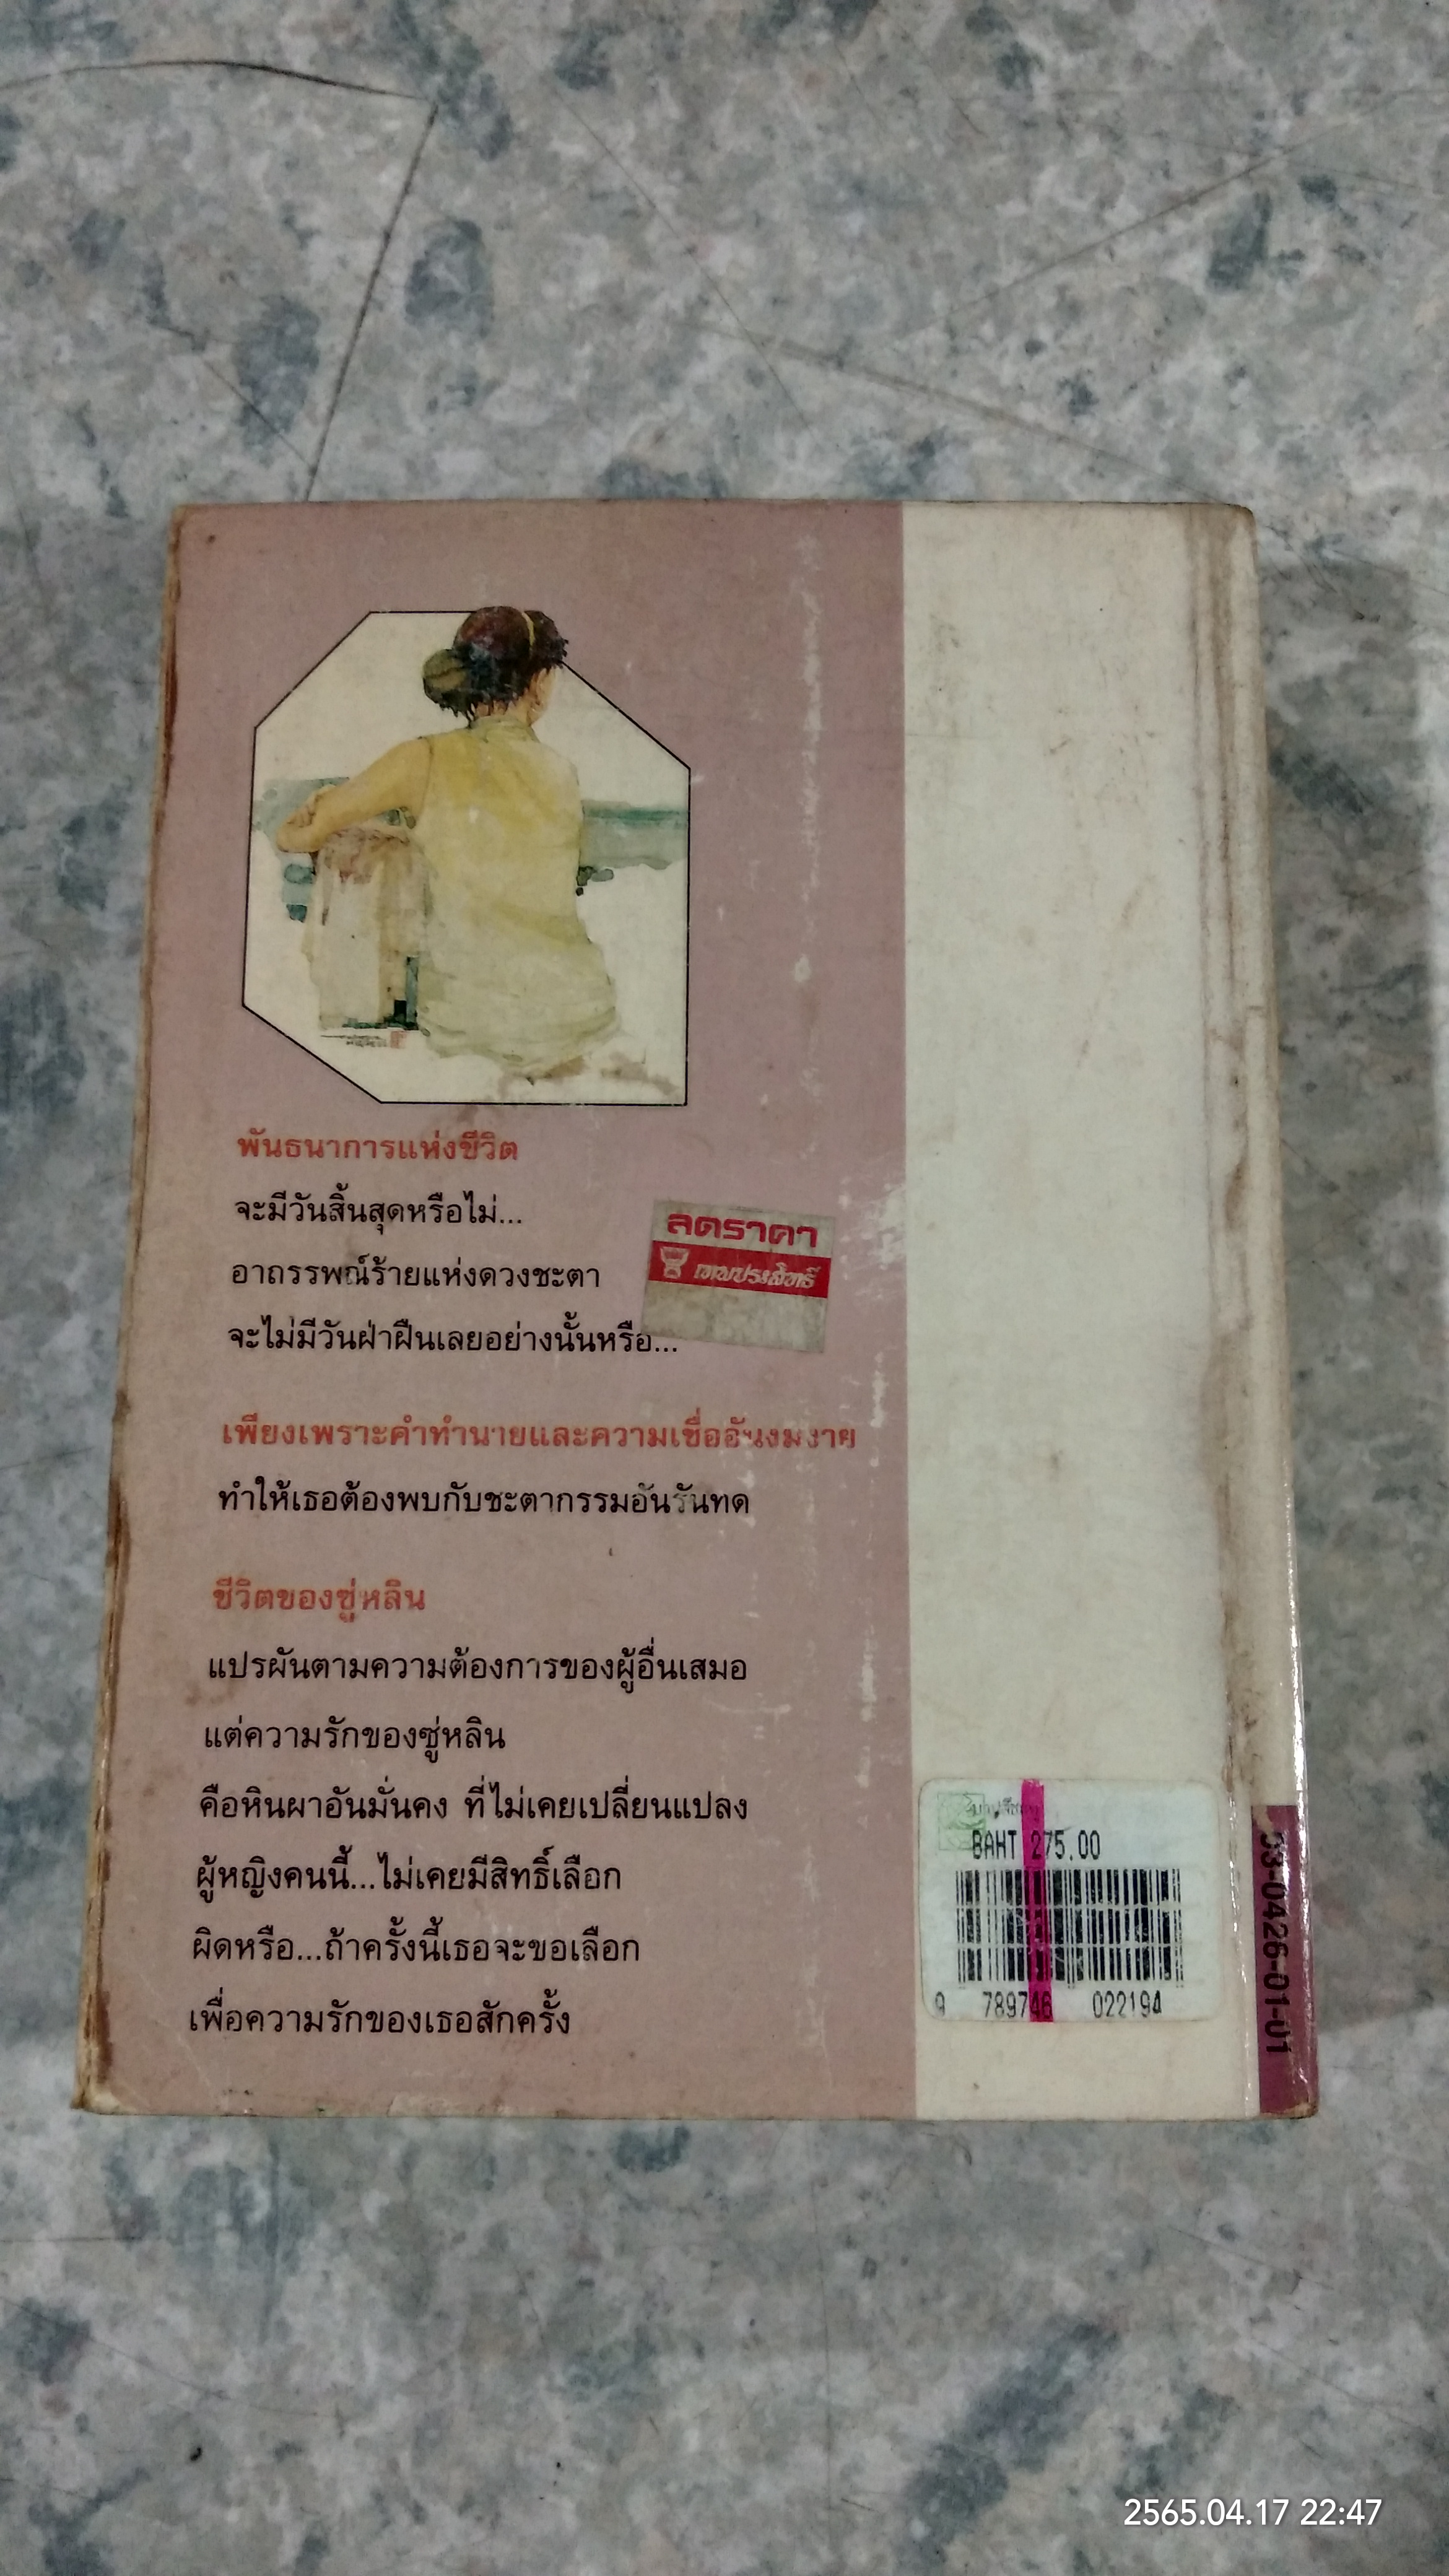 พันธนาการแห่งชีวิต
จะมีวันสิ้นสุดหรือไม่...
อาถรรพณ์ร้ายแห่งดวงชะตา
จะไม่มีวันฝ่าฝืนเลยอย่างนั้นหรือ...
ลดราคา
เทมประสิทธิ์
เพียงเพราะคำทำนายและความเชื่ออันงมงาย
ทำให้เธอต้องพบกับชะตากรรมอันรันทด
ชีวิตของซู่หลิน
แปรผันตามความต้องการของผู้อื่นเสมอ
แต่ความรักของซู่หลิน
คือหินผาอันมั่นคง ที่ไม่เคยเปลี่ยนแปลง
ผู้หญิงคนนี้...ไม่เคยมีสิทธิ์เลือก
ผิดหรือ...ถ้าครั้งนี้เธอจะขอเลือก
เพื่อความรักของเธอสักครั้ง
BAHT 275.00
9 789746 022194
33-0426-01-01
2565.04.17 22:47